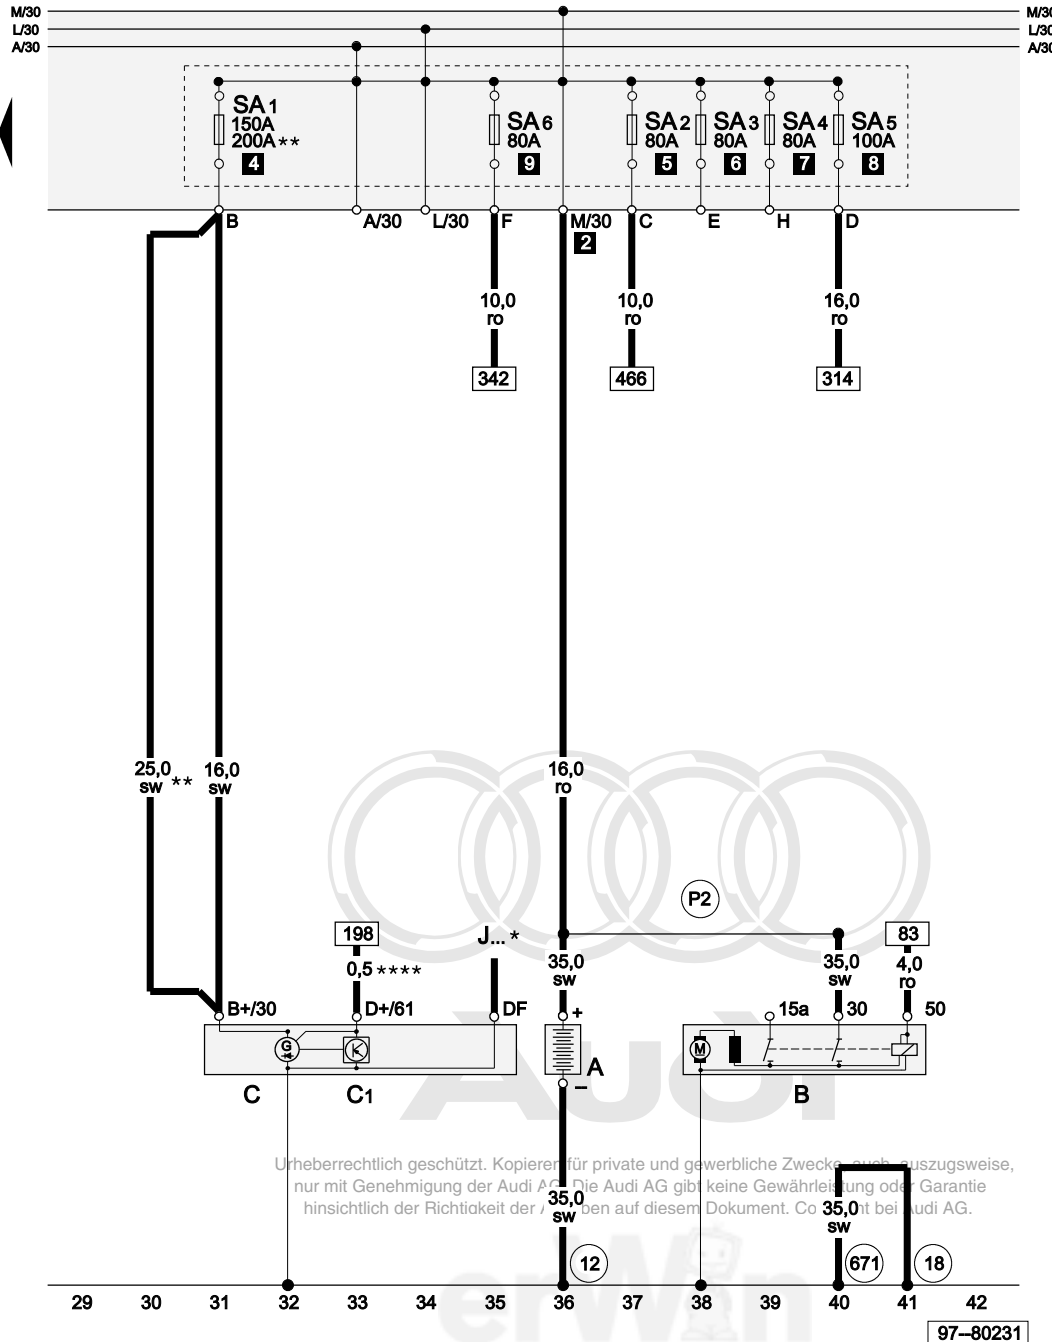 M/30 M/30
L/30 L/30
A/30 A/30
SA1 SA6 SA2 SA3 SA4 SA5
150A 80A 80A 80A 80A 100A
200A**
4 9 5 6 7 8
B A/30 L/30 F M/30 C E H D
2
10,0 10,0 16,0
ro ro ro
342 466 314
25,0 16,0 16,0
sw ** sw ro
P2
198 J... * 83
35,0 35,0 4,0
sw sw ro
0,5 ****
B+/30 D+/61 DF + 15a 30 50
G M
A
C C1 − B
Audi
Urheberrechtlich geschützt. Kopieren für private und gewerbliche Zwecke, auch auszugsweise,
nur mit Genehmigung der Audi AG. Die Audi AG gibt keine Gewährleistung oder Garantie
hinsichtlich der Richtigkeit der A ben auf diesem Dokument. Co ht bei Audi AG.
35,0 35,0
sw sw
12 671 18
erWin
29 30 31 32 33 34 35 36 37 38 39 40 41 42
97–80231